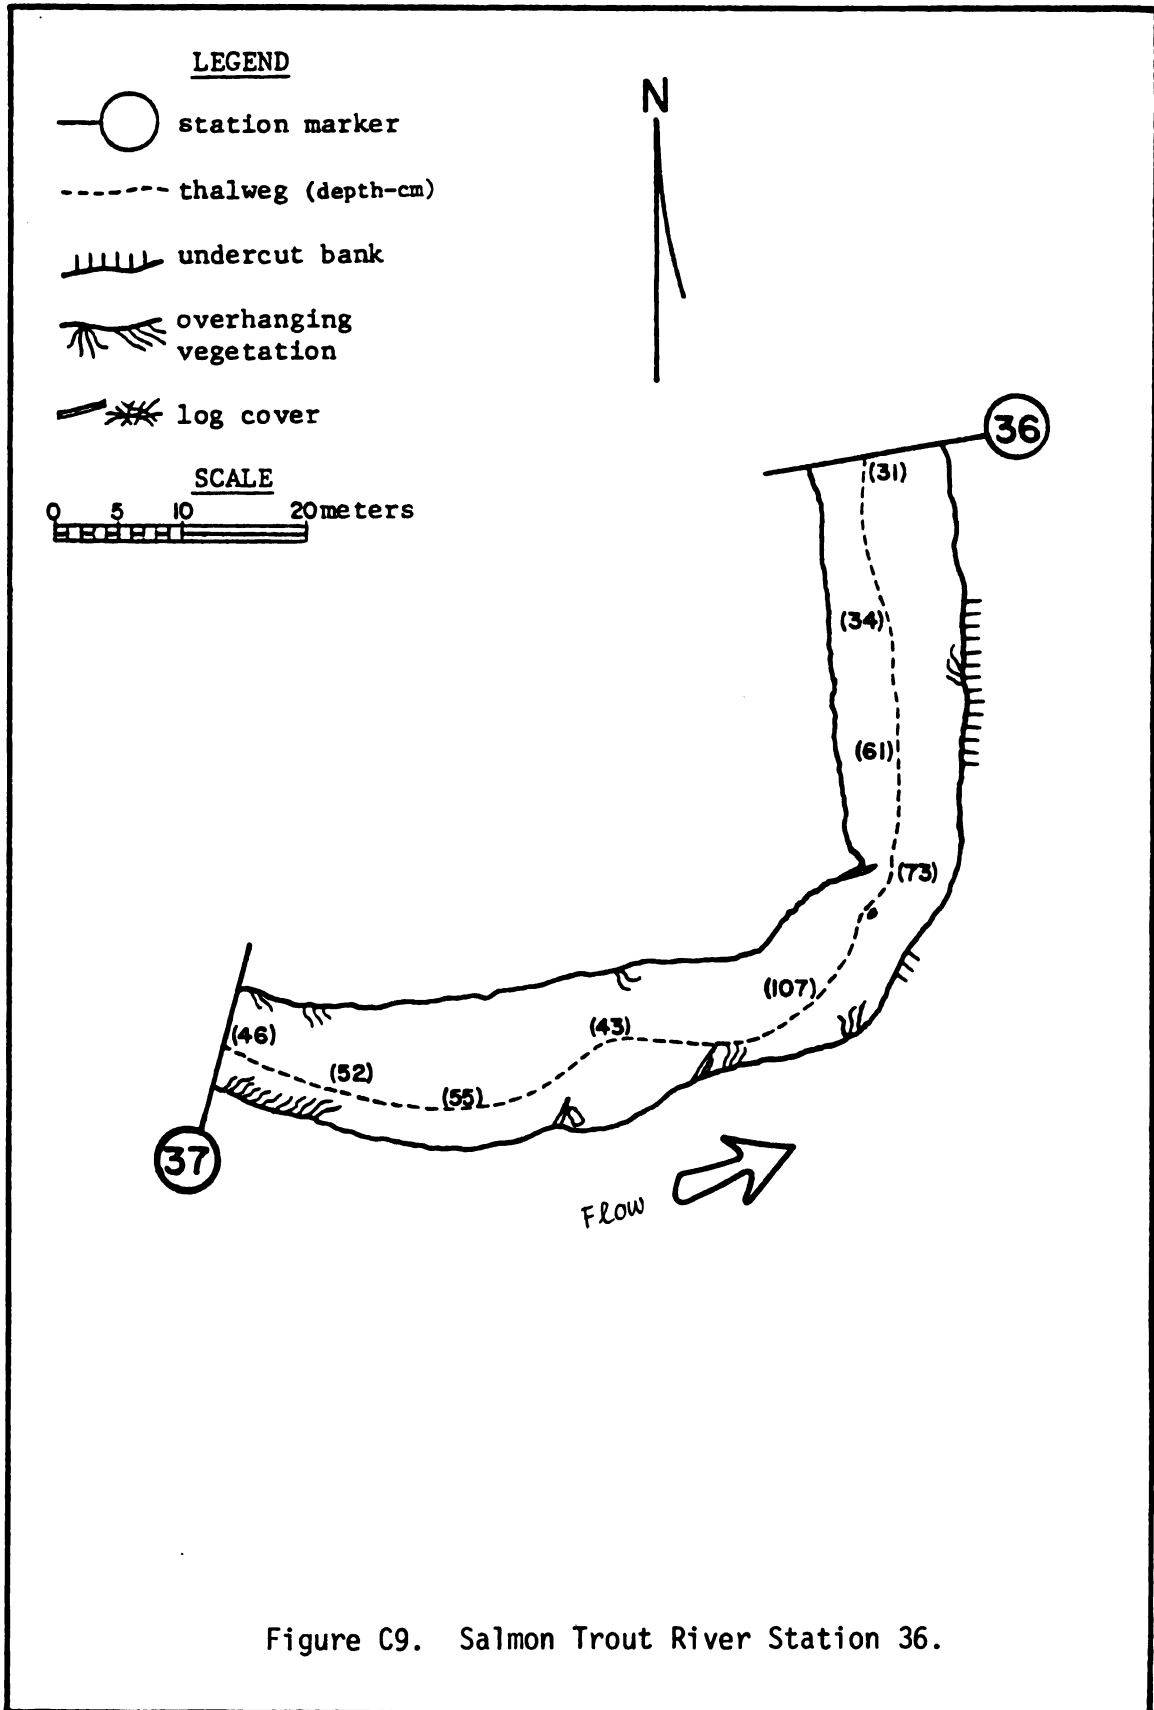 LEGEND
station marker
thalweg (depth-cm)
undercut bank
overhanging
vegetation
log cover
SCALE
0 5 10 20meters
N
36
(31)
(34)
(61)
(73)
(107)
(43)
(46)
(52)
(55)
37
Flow
Figure C9. Salmon Trout River Station 36.